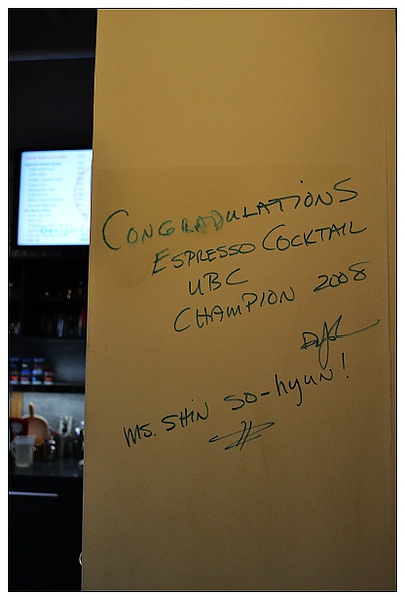 CONGRADULATIONS
ESPRESSO COCKTAIL
UBC
CHAMPION 2008
MS. SHIN SO-hyun!